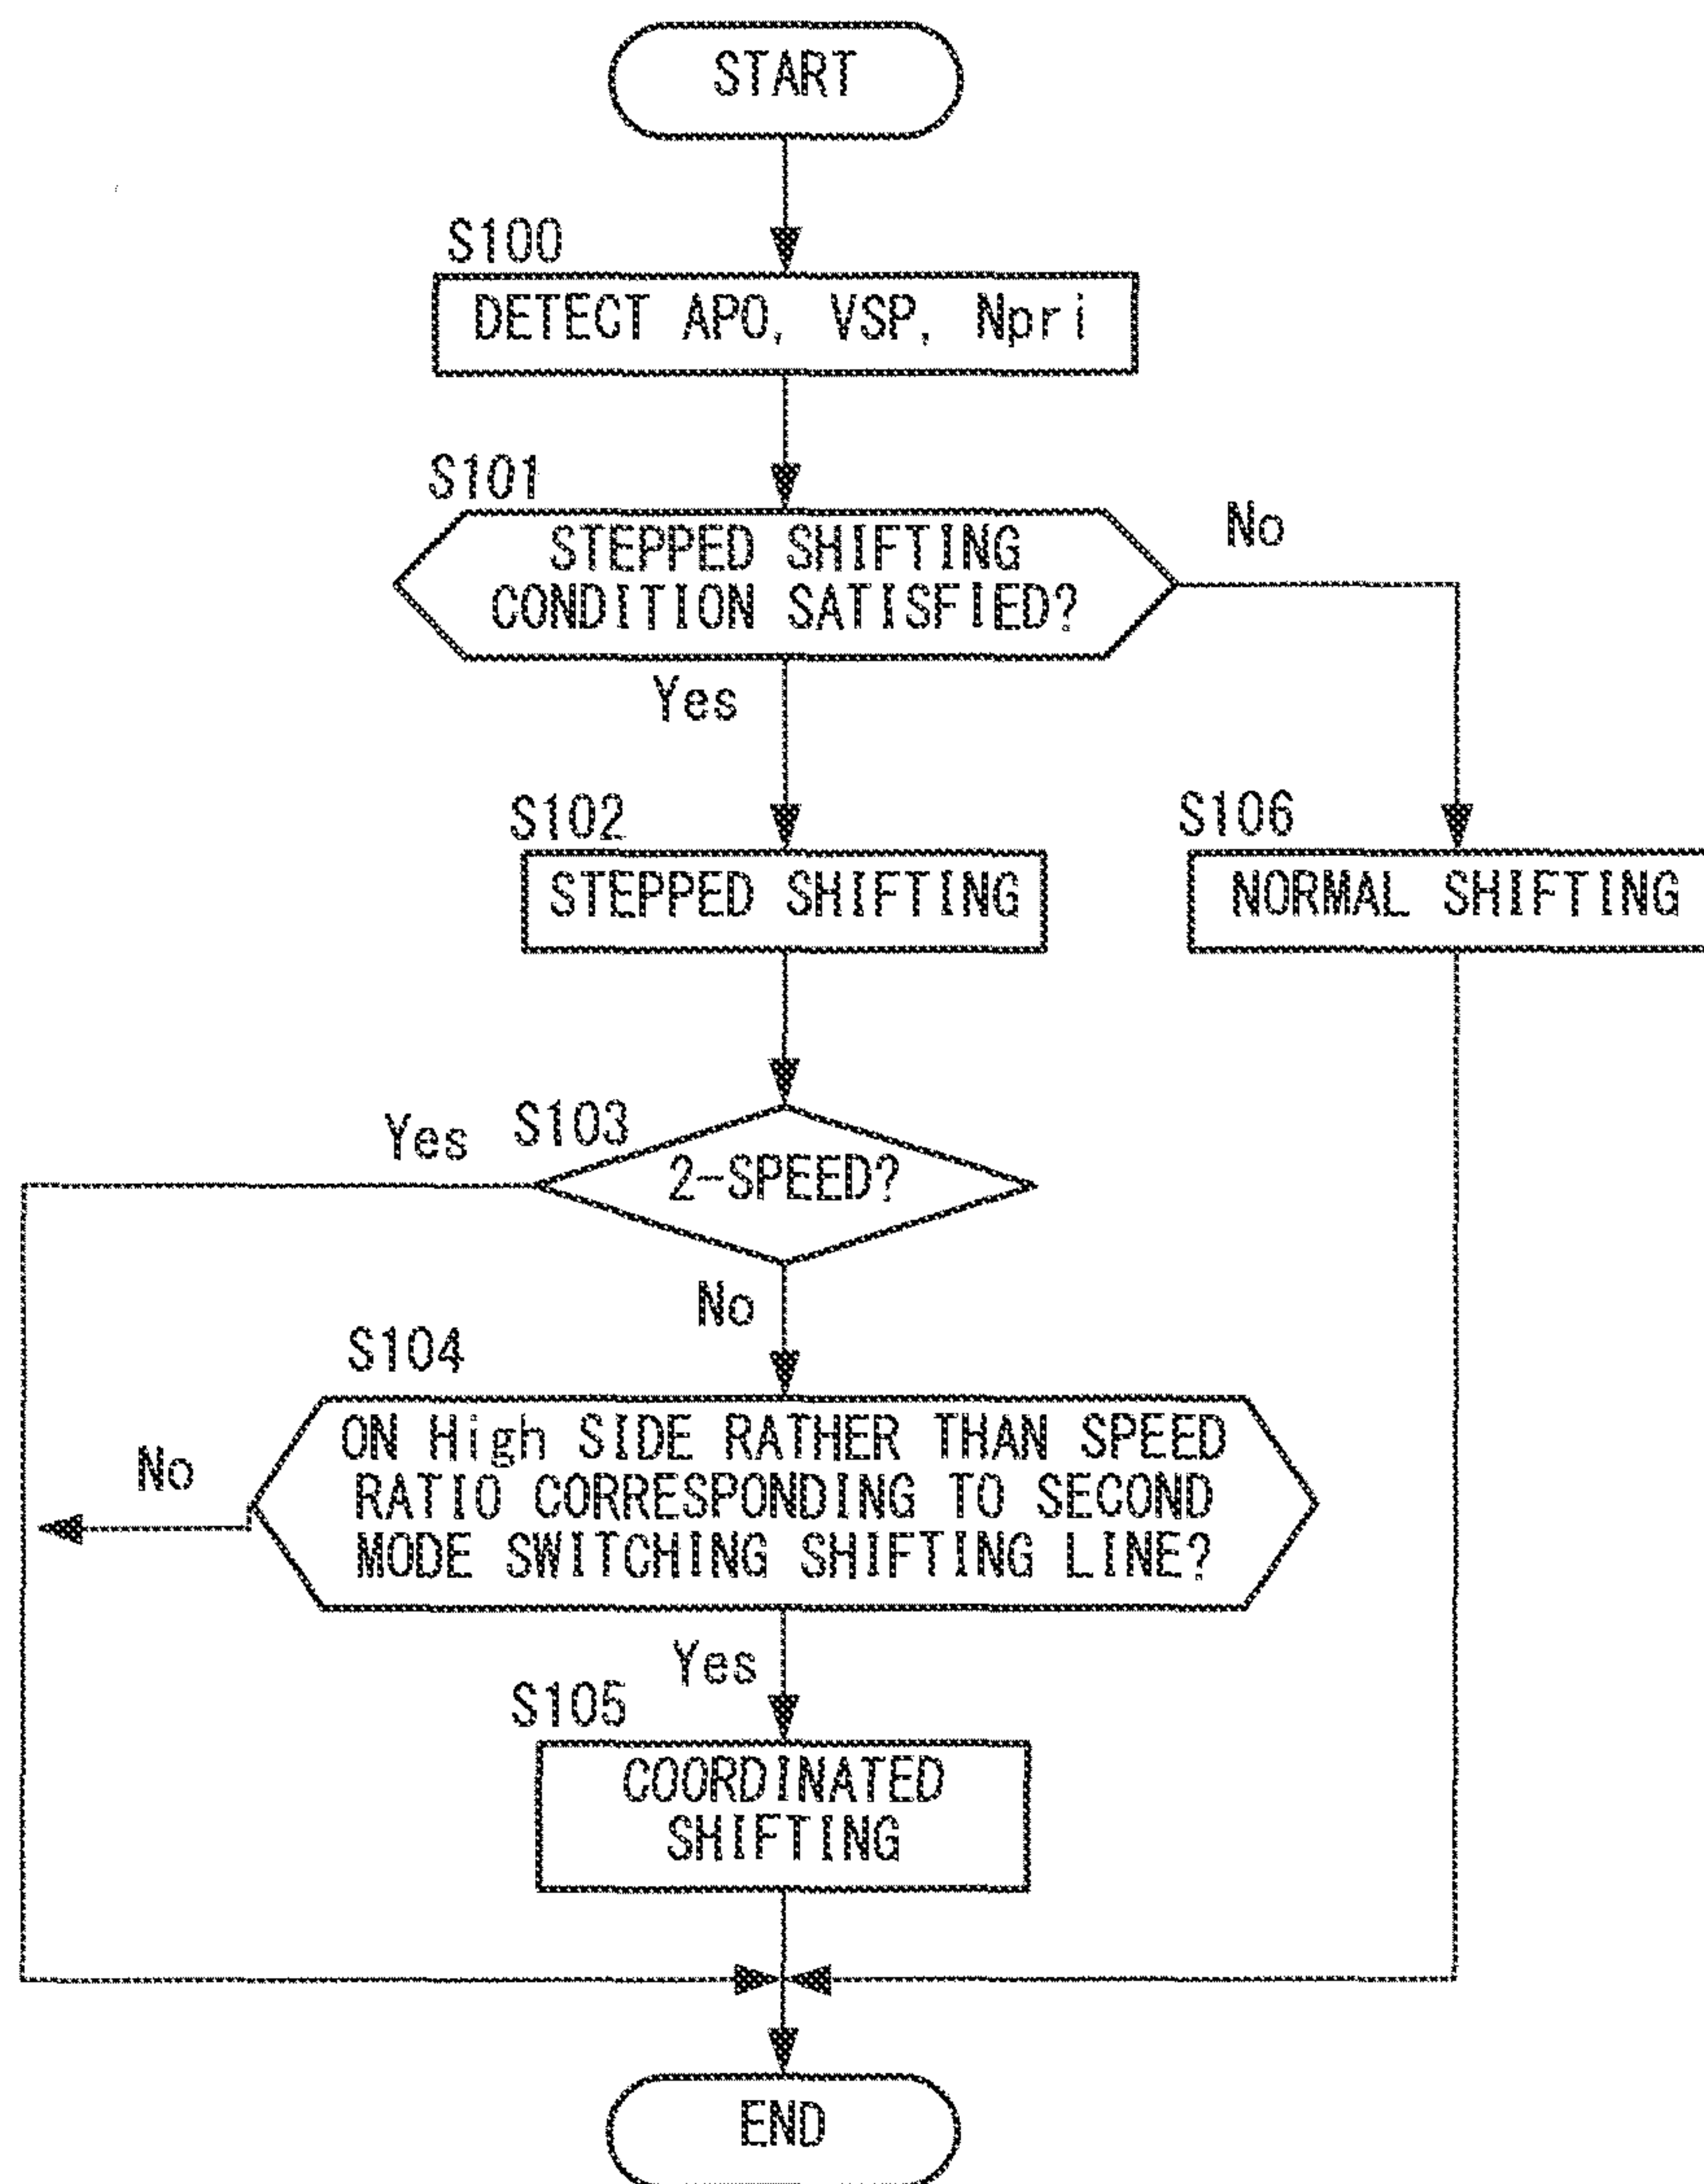 START
S100
DETECT APO, VSP, Npri
S101
STEPPED SHIFTING
CONDITION SATISFIED?
No
Yes
S102
STEPPED SHIFTING
S106
NORMAL SHIFTING
S103
Yes
2-SPEED?
No
S104
ON High SIDE RATHER THAN SPEED
RATIO CORRESPONDING TO SECOND
MODE SWITCHING SHIFTING LINE?
No
Yes
S105
COORDINATED
SHIFTING
END